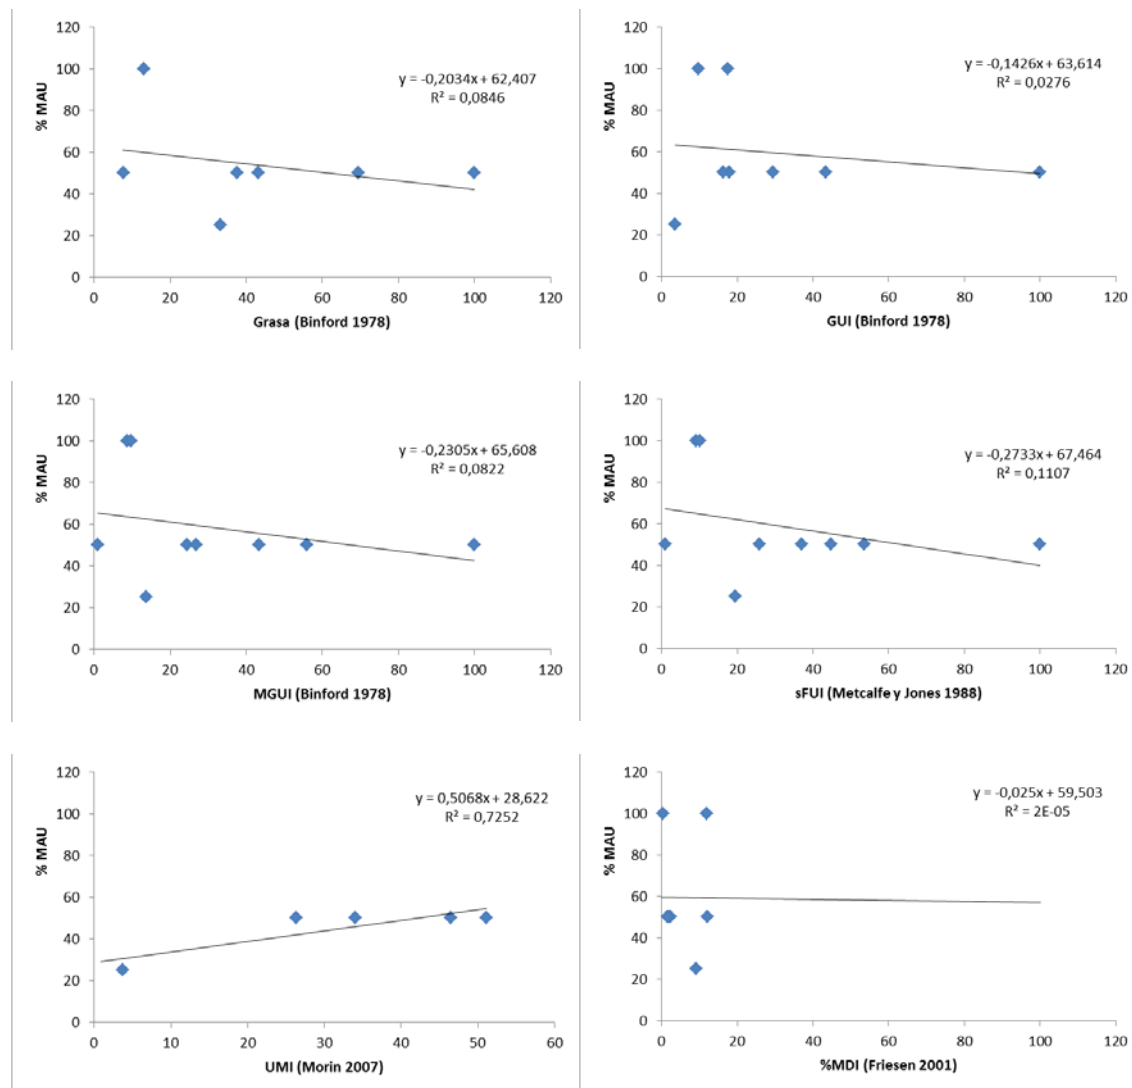 120
100
80
60
40
20
0
% MAU
y = -0,2034x + 62,407
R² = 0,0846
0 20 40 60 80 100 120
Grasa (Binford 1978)
120
100
80
60
40
20
0
% MAU
y = -0,1426x + 63,614
R² = 0,0276
0 20 40 60 80 100 120
GUI (Binford 1978)
120
100
80
60
40
20
0
% MAU
y = -0,2305x + 65,608
R² = 0,0822
0 20 40 60 80 100 120
MGUI (Binford 1978)
120
100
80
60
40
20
0
% MAU
y = -0,2733x + 67,464
R² = 0,1107
0 20 40 60 80 100 120
sFUI (Metcalfe y Jones 1988)
120
100
80
60
40
20
0
% MAU
y = 0,5068x + 28,622
R² = 0,7252
0 10 20 30 40 50 60
UMI (Morin 2007)
120
100
80
60
40
20
0
% MAU
y = -0,025x + 59,503
R² = 2E-05
0 20 40 60 80 100 120
%MDI (Friesen 2001)